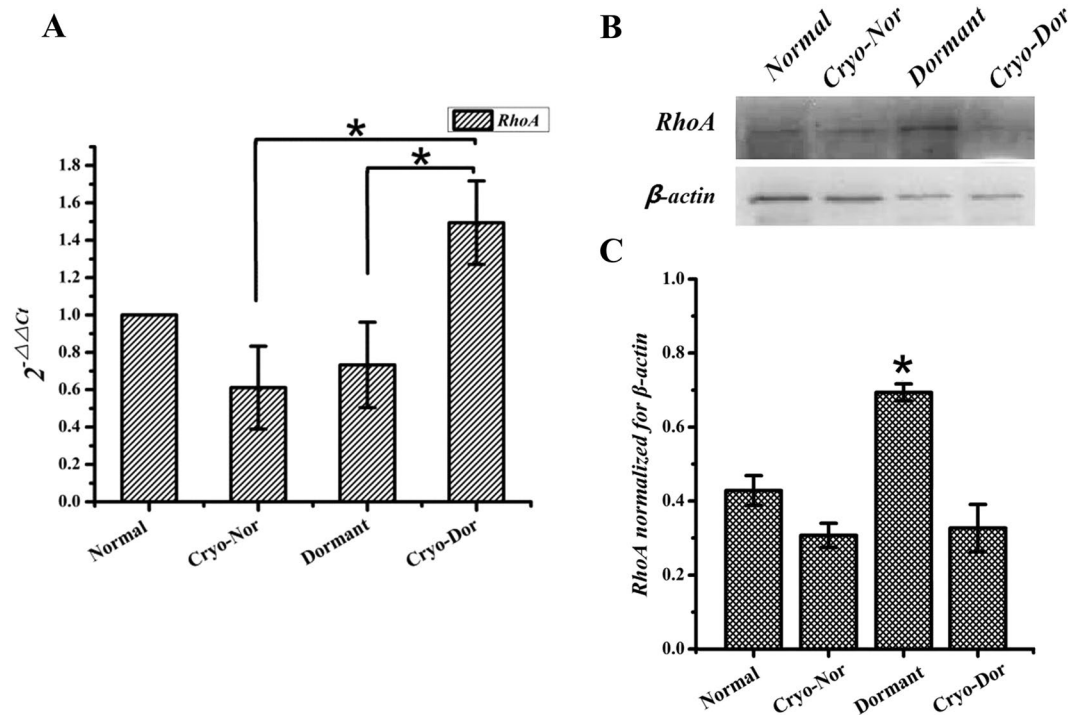 A
RhoA
*
*
1.8
1.6
1.4
1.2
1.0
0.8
0.6
0.4
0.2
0.0
2^-△△Ct
Normal
Cryo-Nor
Dormant
Cryo-Dor
B
Normal
Cryo-Nor
Dormant
Cryo-Dor
RhoA
β-actin
C
1.0
0.8
0.6
0.4
0.2
0.0
RhoA normalized for β-actin
*
Normal
Cryo-Nor
Dormant
Cryo-Dor